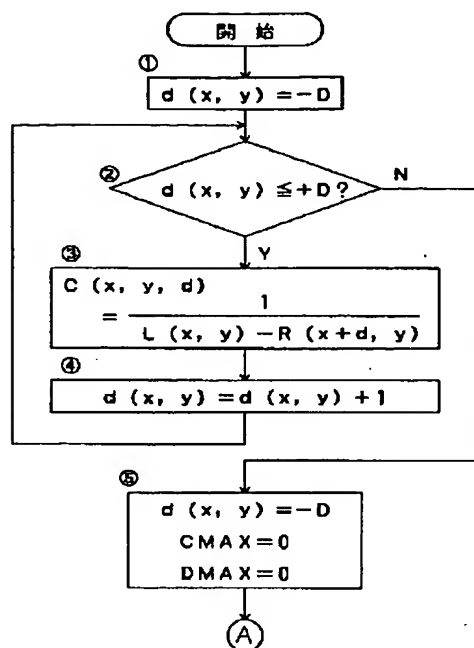 開始
①
d (x, y) =-D
②
d (x, y) ≦+D?
N
Y
③
C (x, y, d)
= 1
L (x, y) -R (x+d, y)
④
d (x, y) =d (x, y) +1
⑤
d (x, y) =-D
CMAX=0
DMAX=0
A